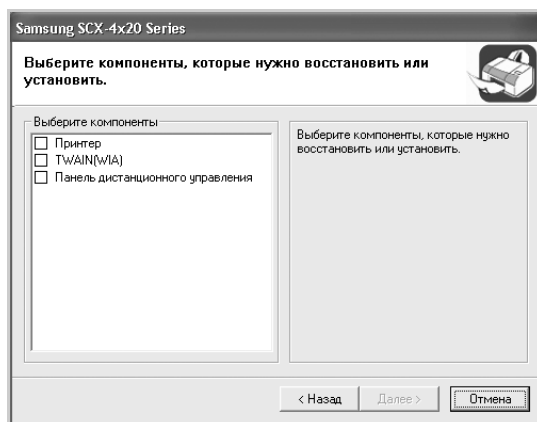 Samsung SCX-4x20 Series
Выберите компоненты, которые нужно восстановить или
установить.
Выберите компоненты
Принтер
TWAIN(WIA)
Панель дистанционного управления
Выберите компоненты, которые нужно
восстановить или установить.
< Назад
Далее >
Отмена